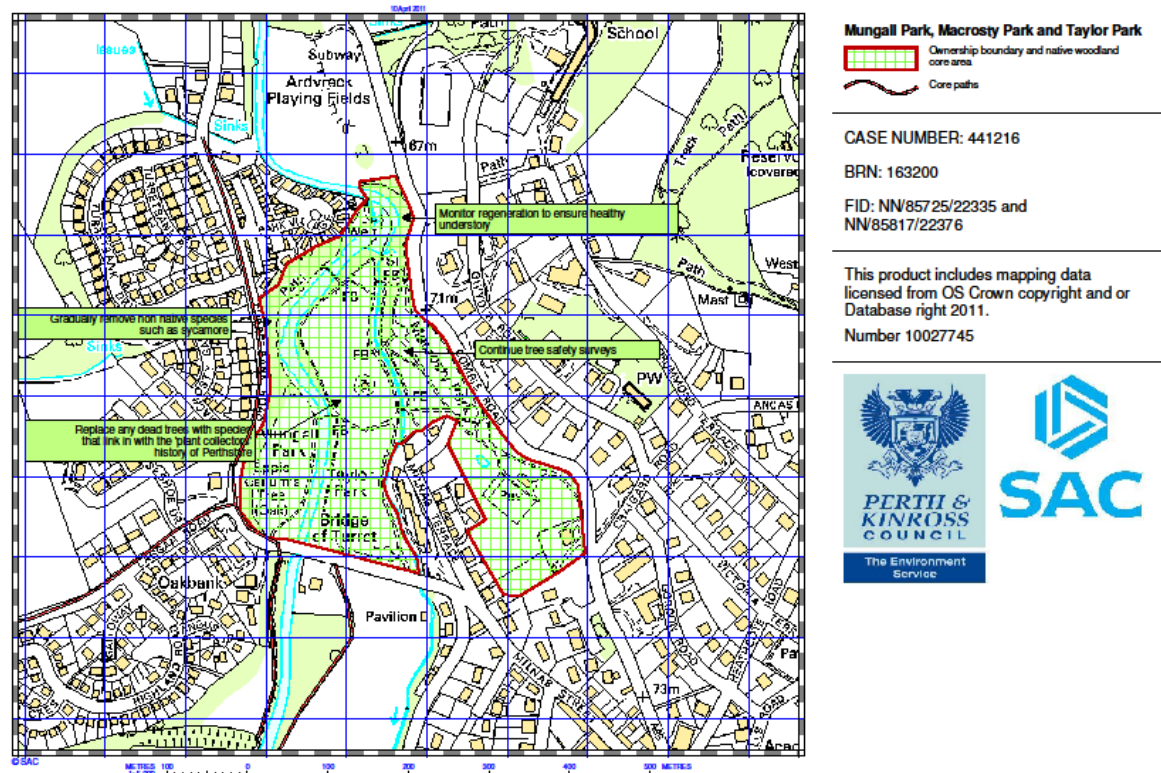 10April 2011
Issues
Subway
Ardvreck
Playing Fields
Sinks
67m
Path
School
Track
Path
Path
Mast
West
Monitor regeneration to ensure healthy
understory
71m
FB
Gradually remove non native species
such as sycamore
Sinks
Continue tree safety surveys
FB
PW
Replace any dead trees with species
that link in with the 'plant collectors'
history of Perthshire
Park
Park
Tree
(Oak)
Bridge
of Turret
Oakbank
Pavilion
HIGHLAND
73m
©SAC
METRES
100
0
100
200
300
400
500
METRES
Mungall Park, Macrosty Park and Taylor Park
Ownership boundary and native woodland
core area
Core paths
CASE NUMBER: 441216
BRN: 163200
FID: NN/85725/22335 and
NN/85817/22376
This product includes mapping data
licensed from OS Crown copyright and or
Database right 2011.
Number 10027745
PERTH &
KINROSS
COUNCIL
The Environment
Service
SAC